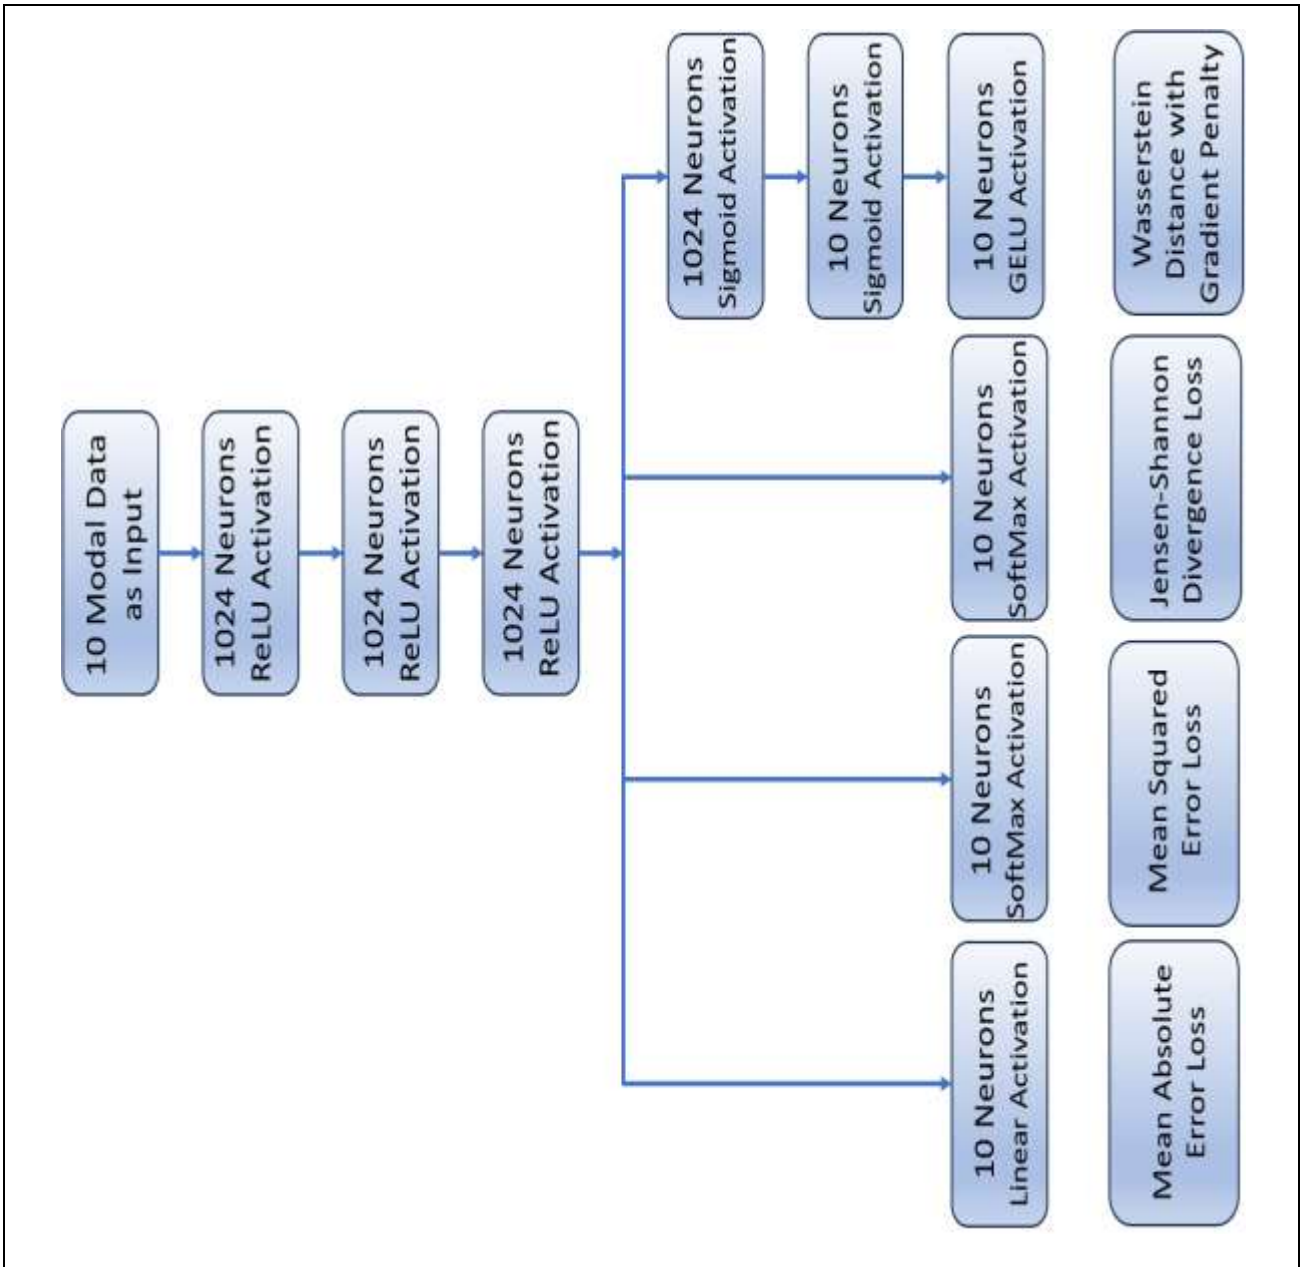 10 Modal Data
as Input
1024 Neurons
ReLU Activation
1024 Neurons
ReLU Activation
1024 Neurons
ReLU Activation
1024 Neurons
Sigmoid Activation
10 Neurons
Sigmoid Activation
10 Neurons
Linear Activation
10 Neurons
SoftMax Activation
10 Neurons
SoftMax Activation
10 Neurons
GELU Activation
Mean Absolute
Error Loss
Mean Squared
Error Loss
Jensen-Shannon
Divergence Loss
Wasserstein
Distance with
Gradient Penalty